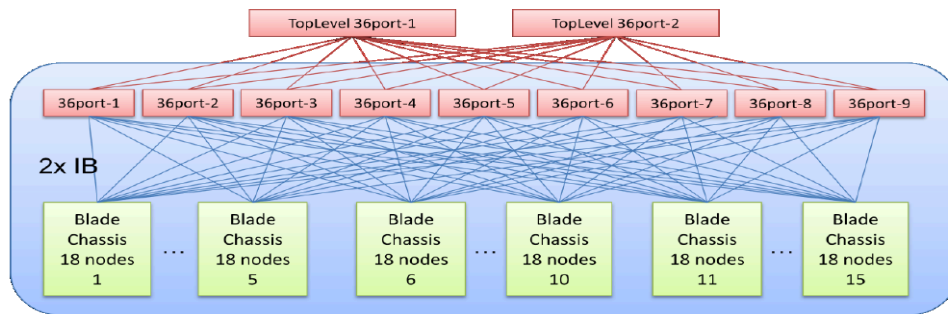 TopLevel 36port-1
TopLevel 36port-2
36port-1
36port-2
36port-3
36port-4
36port-5
36port-6
36port-7
36port-8
36port-9
2x IB
Blade
Chassis
18 nodes
1
...
Blade
Chassis
18 nodes
5
Blade
Chassis
18 nodes
6
...
Blade
Chassis
18 nodes
10
Blade
Chassis
18 nodes
11
...
Blade
Chassis
18 nodes
15